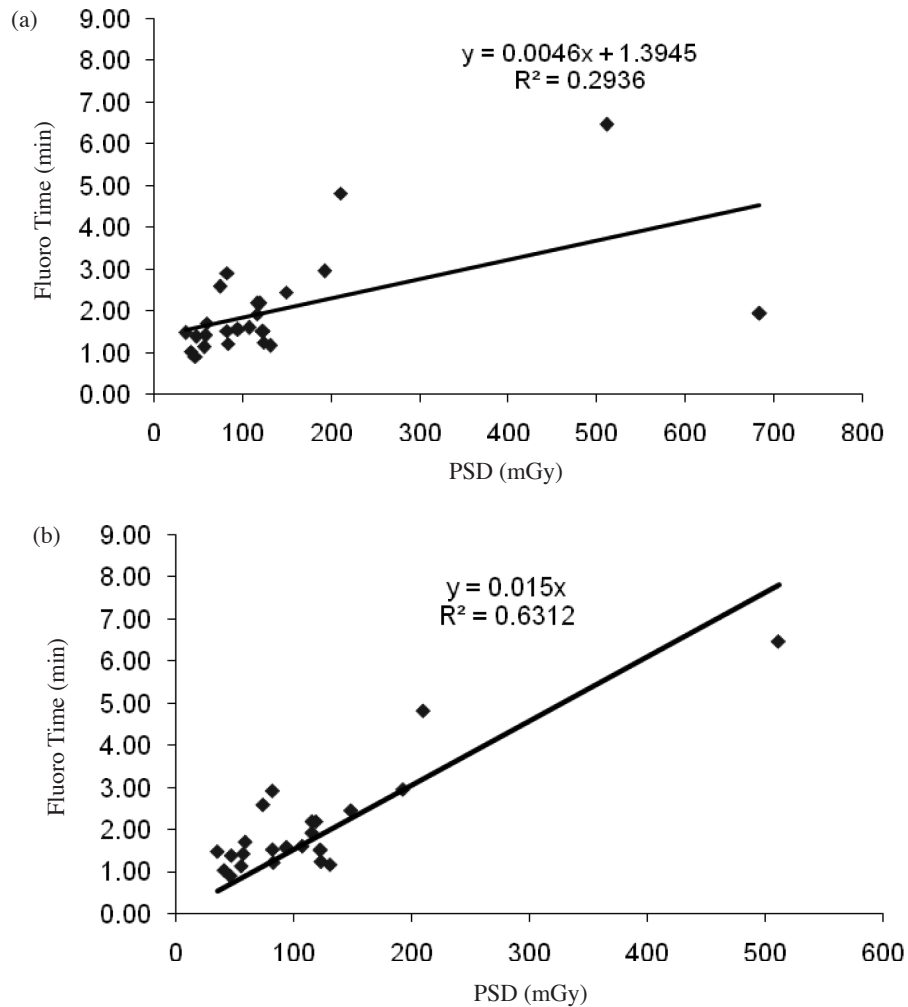 (a)
9.00
8.00
7.00
6.00
5.00
4.00
3.00
2.00
1.00
0.00
Fluoro Time (min)
y = 0.0046x + 1.3945
R² = 0.2936
0 100 200 300 400 500 600 700 800
PSD (mGy)
(b)
9.00
8.00
7.00
6.00
5.00
4.00
3.00
2.00
1.00
0.00
Fluoro Time (min)
y = 0.015x
R² = 0.6312
0 100 200 300 400 500 600
PSD (mGy)